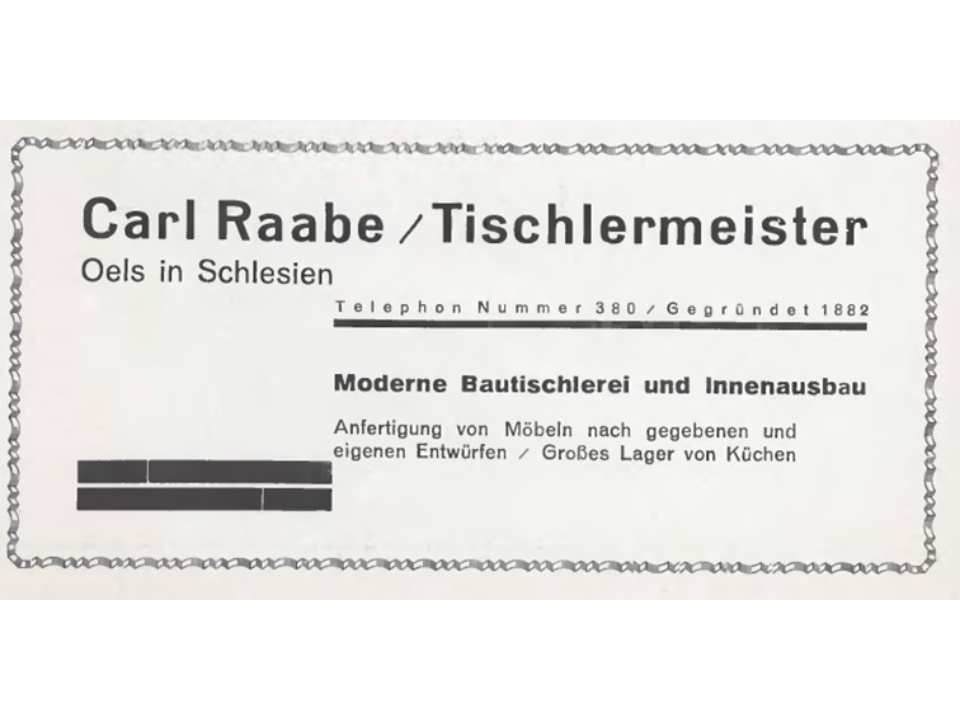 Carl Raabe / Tischlermeister
Oels in Schlesien
Telephon Nummer 380 / Gegründet 1882
Moderne Bautischlerei und Innenausbau
Anfertigung von Möbeln nach gegebenen und
eigenen Entwürfen / Großes Lager von Küchen